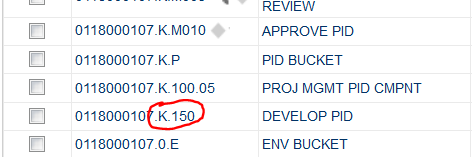 REVIEW
0118000107.K.M010 APPROVE PID
0118000107.K.P PID BUCKET
0118000107.K.100.05 PROJ MGMT PID CMPNT
0118000107.K.150 DEVELOP PID
0118000107.0.E ENV BUCKET